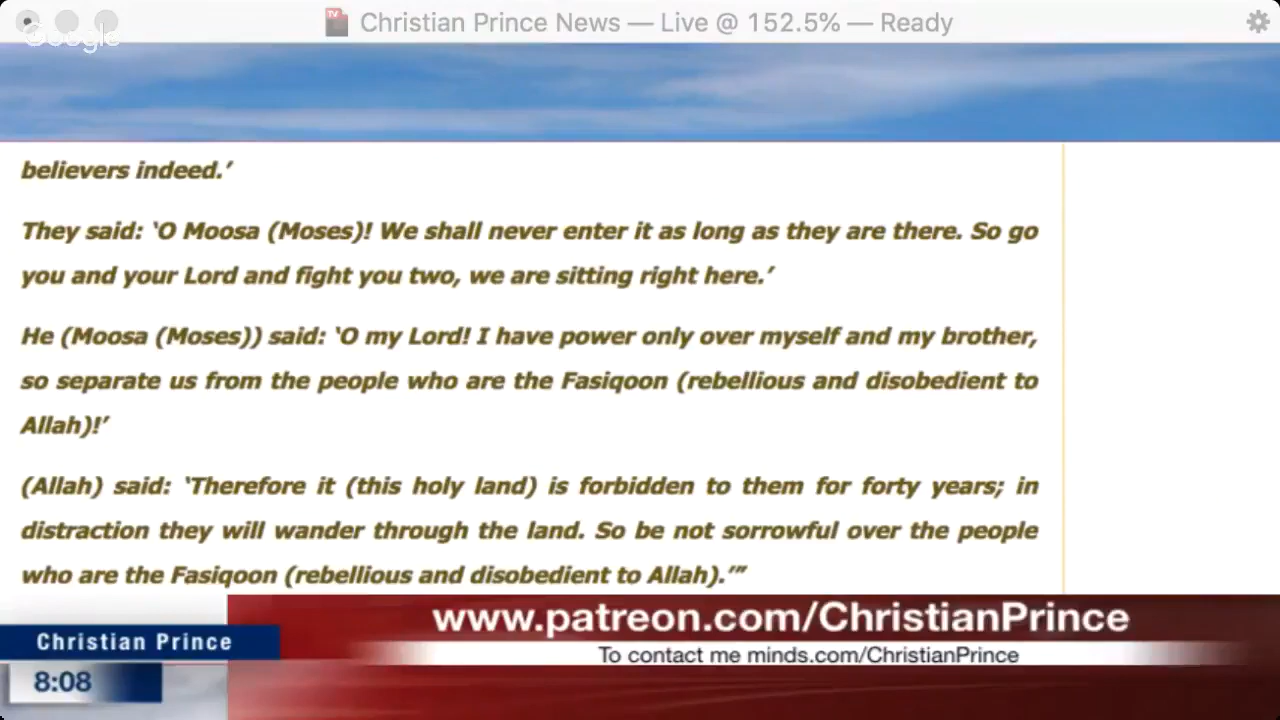 Christian Prince News — Live @ 152.5% — Ready
Google
believers indeed.’
They said: ‘O Moosa (Moses)! We shall never enter it as long as they are there. So go
you and your Lord and fight you two, we are sitting right here.’
He (Moosa (Moses)) said: ‘O my Lord! I have power only over myself and my brother,
so separate us from the people who are the Fasiqoon (rebellious and disobedient to
Allah)!’
(Allah) said: ‘Therefore it (this holy land) is forbidden to them for forty years; in
distraction they will wander through the land. So be not sorrowful over the people
who are the Fasiqoon (rebellious and disobedient to Allah).’”
www.patreon.com/ChristianPrince
Christian Prince
To contact me minds.com/ChristianPrince
8:08